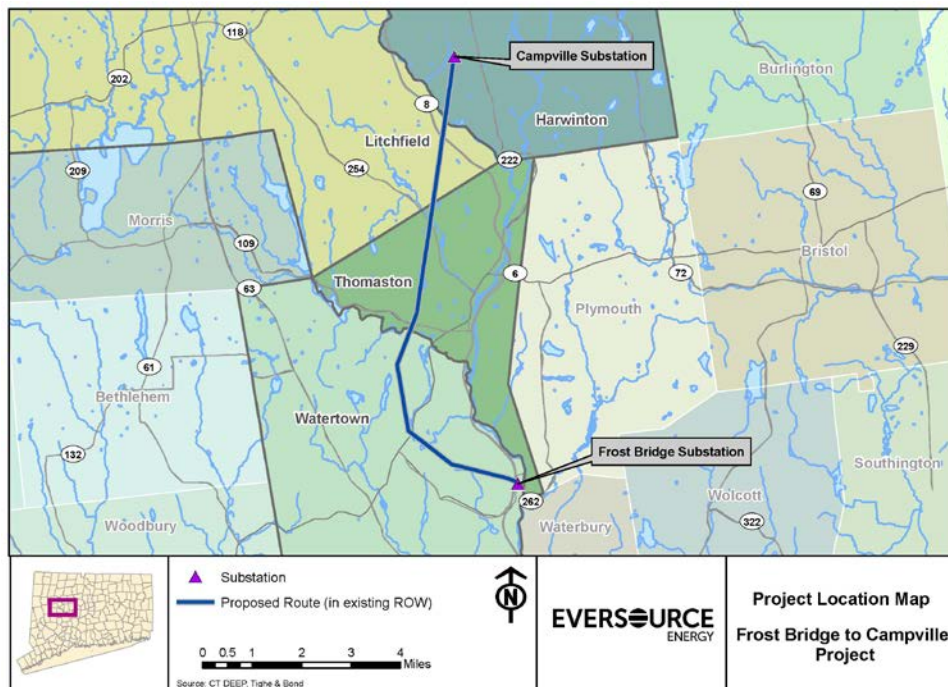 118
Campville Substation
Burlington
202
8
Harwinton
Litchfield
222
209
254
69
Morris
109
Bristol
Thomaston
6
72
63
Plymouth
229
61
Bethlehem
Watertown
132
Frost Bridge Substation
Southington
262
Wolcott
Woodbury
Waterbury
322
Substation
Proposed Route (in existing ROW)
N
0 0.5 1 2 3 4
Miles
Source: CT DEEP, Tighe & Bond
EVERSOURCE
ENERGY
Project Location Map
Frost Bridge to Campville
Project